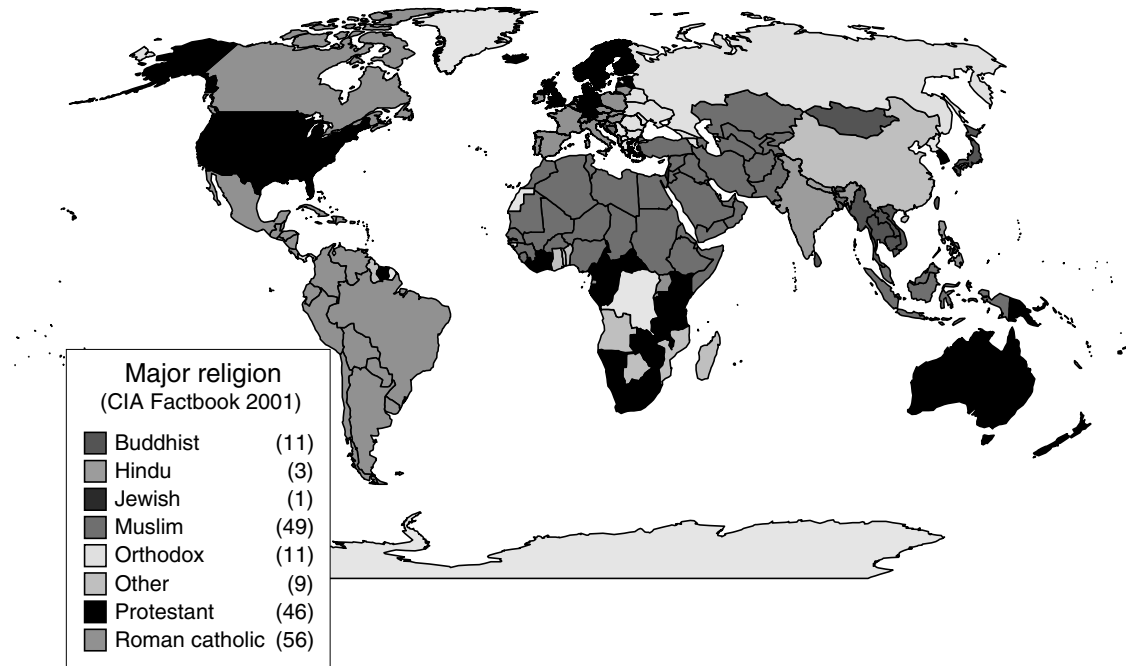 Major religion
(CIA Factbook 2001)
Buddhist (11)
Hindu (3)
Jewish (1)
Muslim (49)
Orthodox (11)
Other (9)
Protestant (46)
Roman catholic (56)